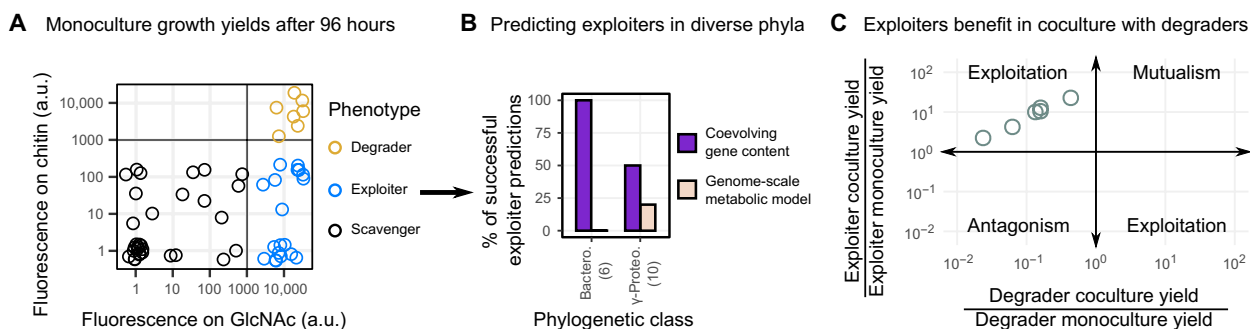 A Monoculture growth yields after 96 hours
Fluorescence on chitin (a.u.)
10,000
1000
100
10
1
1 10 100 1000 10,000
Fluorescence on GlcNAc (a.u.)
Phenotype
Degrader
Exploiter
Scavenger
B Predicting exploiters in diverse phyla
% of successful
exploiter predictions
100
75
50
25
0
Bactero.
(6)
γ-Proteo.
(10)
Phylogenetic class
Coevolving
gene content
Genome-scale
metabolic model
C Exploiters benefit in coculture with degraders
Exploiter coculture yield
Exploiter monoculture yield
10²
10¹
10⁰
10⁻¹
10⁻²
Exploitation Mutualism
Antagonism Exploitation
10⁻² 10⁻¹ 10⁰ 10¹ 10²
Degrader coculture yield
Degrader monoculture yield